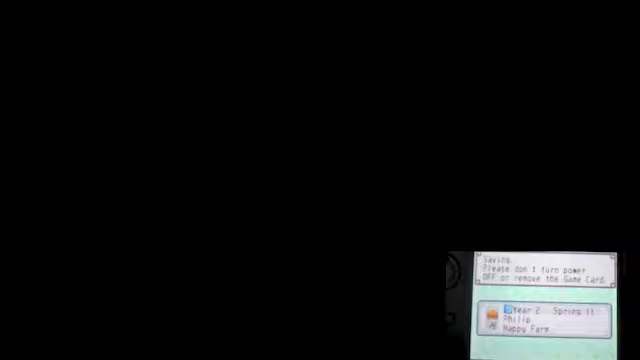 Saving.
Please don't turn power
OFF or remove the Game Card.
Year 2 Spring 11
Philip
Happy Farm